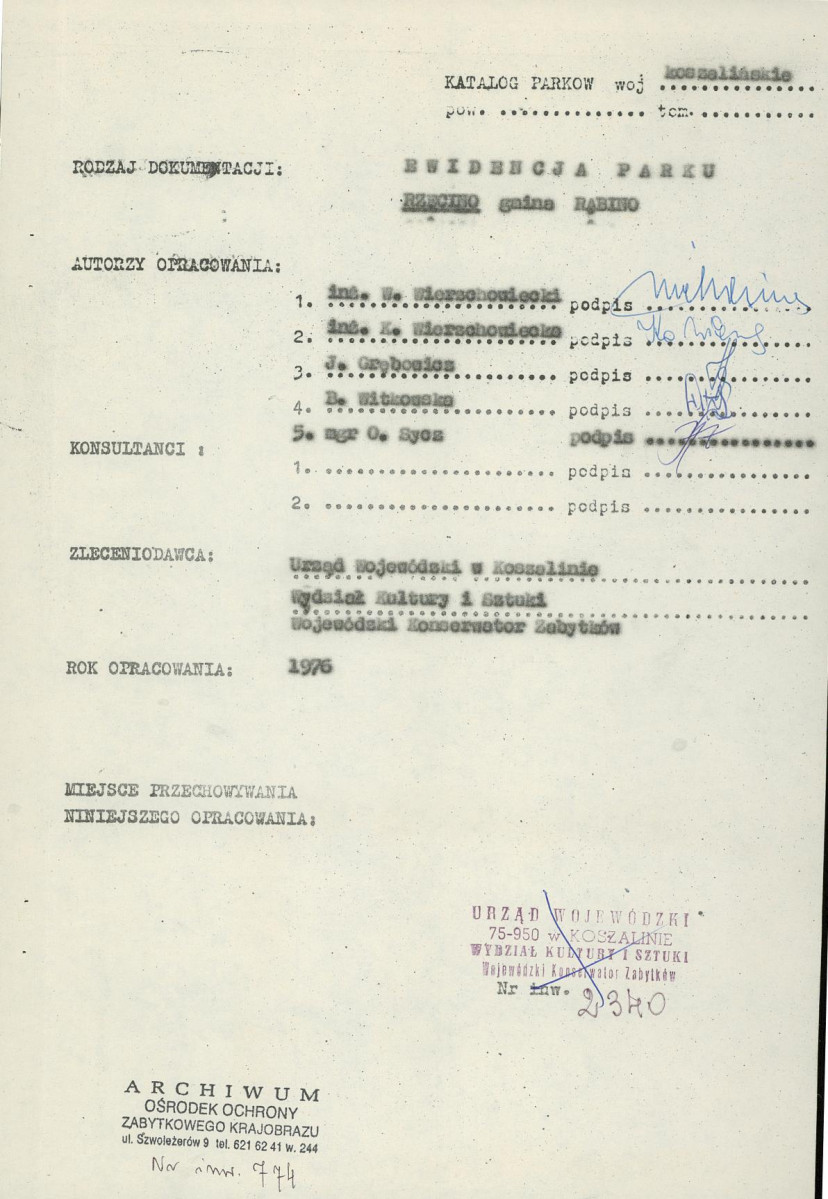 KATALOG PARKOW woj koszalińskie
pow. .............. tom. ...........
RODZAJ DOKUMENTACJI: EWIDENCJA PARKU
RZECINO gmina RĄBINO
AUTORZY OPRACOWANIA:
1. inż. W. Wierzchowiecki podpis
2. inż. K. Wierzchowiecka podpis
3. J. Grębowicz podpis
4. B. Witkowska podpis
5. mgr O. Sycz podpis
KONSULTANCI :
1. .......................... podpis ....................
2. .......................... podpis ....................
ZLECENIODAWCA: Urząd Wojewódzki w Koszalinie
Wydział Kultury i Sztuki
Wojewódzki Konserwator Zabytków
ROK OPRACOWANIA: 1976
MIEJSCE PRZECHOWYWANIA
NINIEJSZEGO OPRACOWANIA:
URZĄD WOJEWÓDZKI
75-950 w KOSZALINIE
WYDZIAŁ KULTURY I SZTUKI
Wojewódzki Konserwator Zabytków
Nr inw. 2340
ARCHIWUM
OŚRODEK OCHRONY
ZABYTKOWEGO KRAJOBRAZU
ul. Szwoleżerów 9 tel. 621 62 41 w. 244
Nr inw. 774